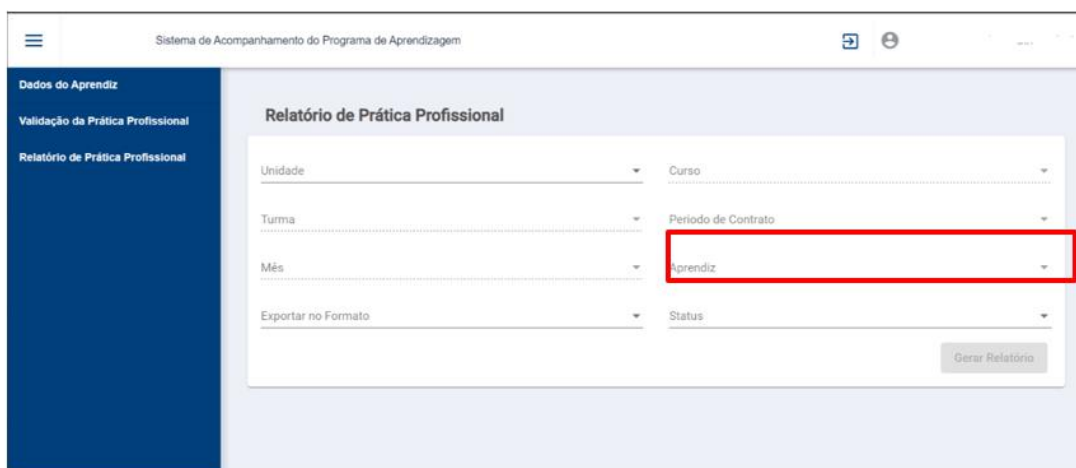 Sistema de Acompanhamento do Programa de Aprendizagem
Dados do Aprendiz
Validação da Prática Profissional
Relatório de Prática Profissional
Relatório de Prática Profissional
Unidade
Curso
Turma
Periodo de Contrato
Mês
Aprendiz
Exportar no Formato
Status
Gerar Relatório